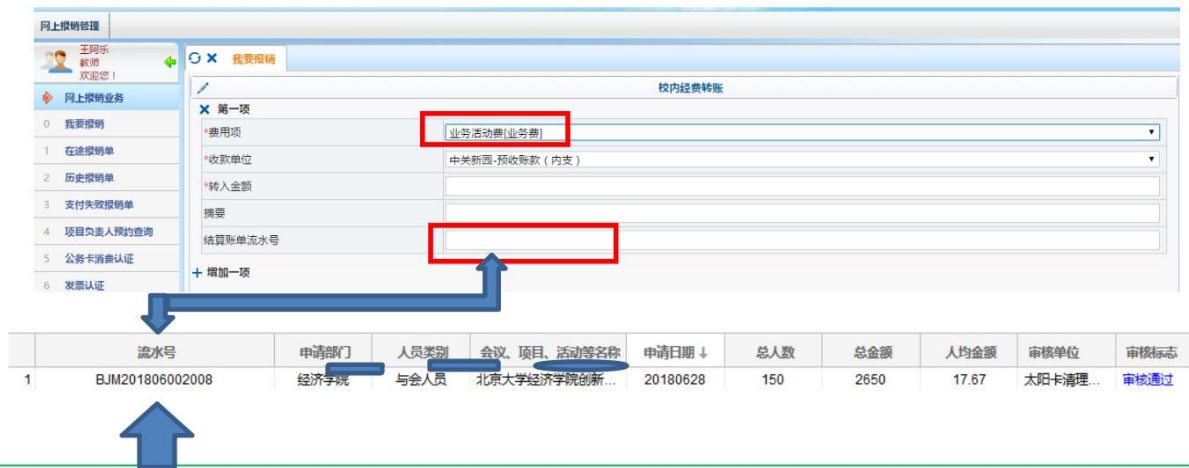 网上报销管理
王阿乐
教师
欢迎您！
我要报销
网上报销业务
校内经费转账
第一项
0 我要报销
*费用项 业务活动费[业务费]
1 在途报销单
*收款单位 中关新园-预收账款（内支）
2 历史报销单
*转入金额
3 支付失败报销单
摘要
4 项目负责人预约查询
结算账单流水号
5 公务卡消费认证
+ 增加一项
6 发票认证
流水号 申请部门 人员类别 会议、项目、活动等名称 申请日期↓ 总人数 总金额 人均金额 审核单位 审核标志
1 BJM201806002008 经济学院 与会人员 北京大学经济学院创新... 20180628 150 2650 17.67 太阳卡清理... 审核通过